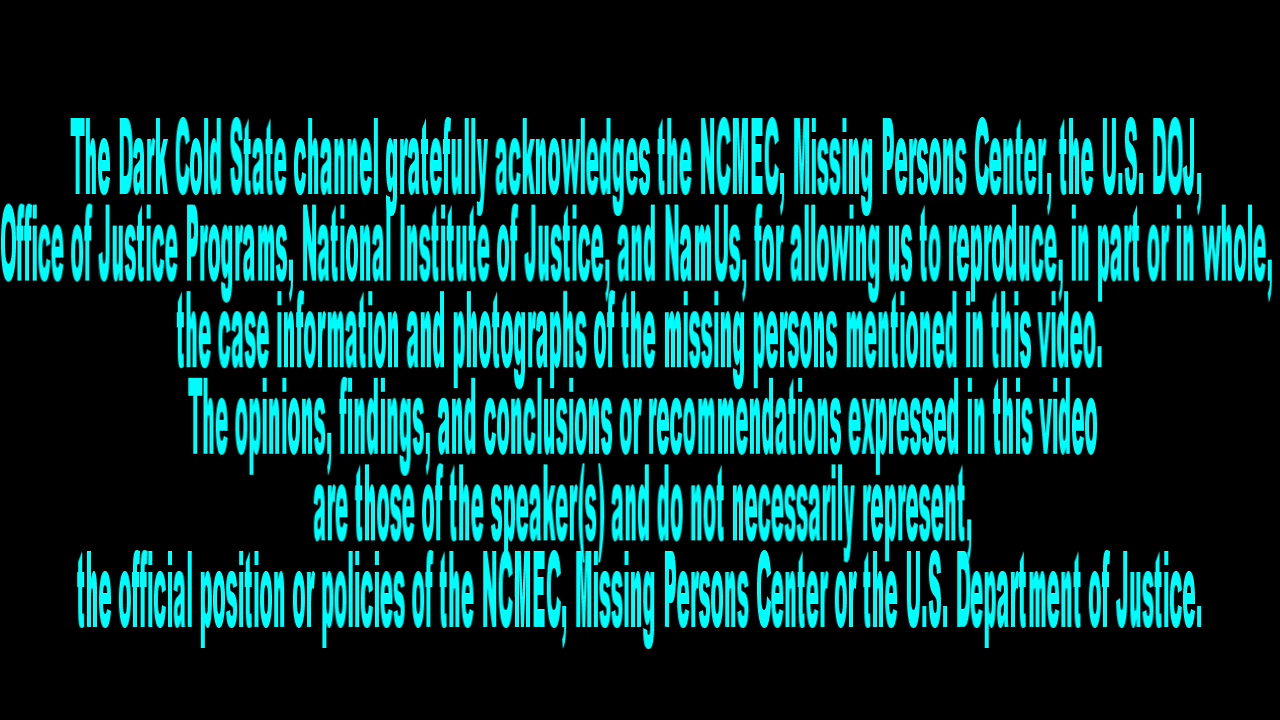 The Dark Cold State channel gratefully acknowledges the NCMEC, Missing Persons Center, the U.S. DOJ,
Office of Justice Programs, National Institute of Justice, and NamUs, for allowing us to reproduce, in part or in whole,
the case information and photographs of the missing persons mentioned in this video.
The opinions, findings, and conclusions or recommendations expressed in this video
are those of the speaker(s) and do not necessarily represent,
the official position or policies of the NCMEC, Missing Persons Center or the U.S. Department of Justice.